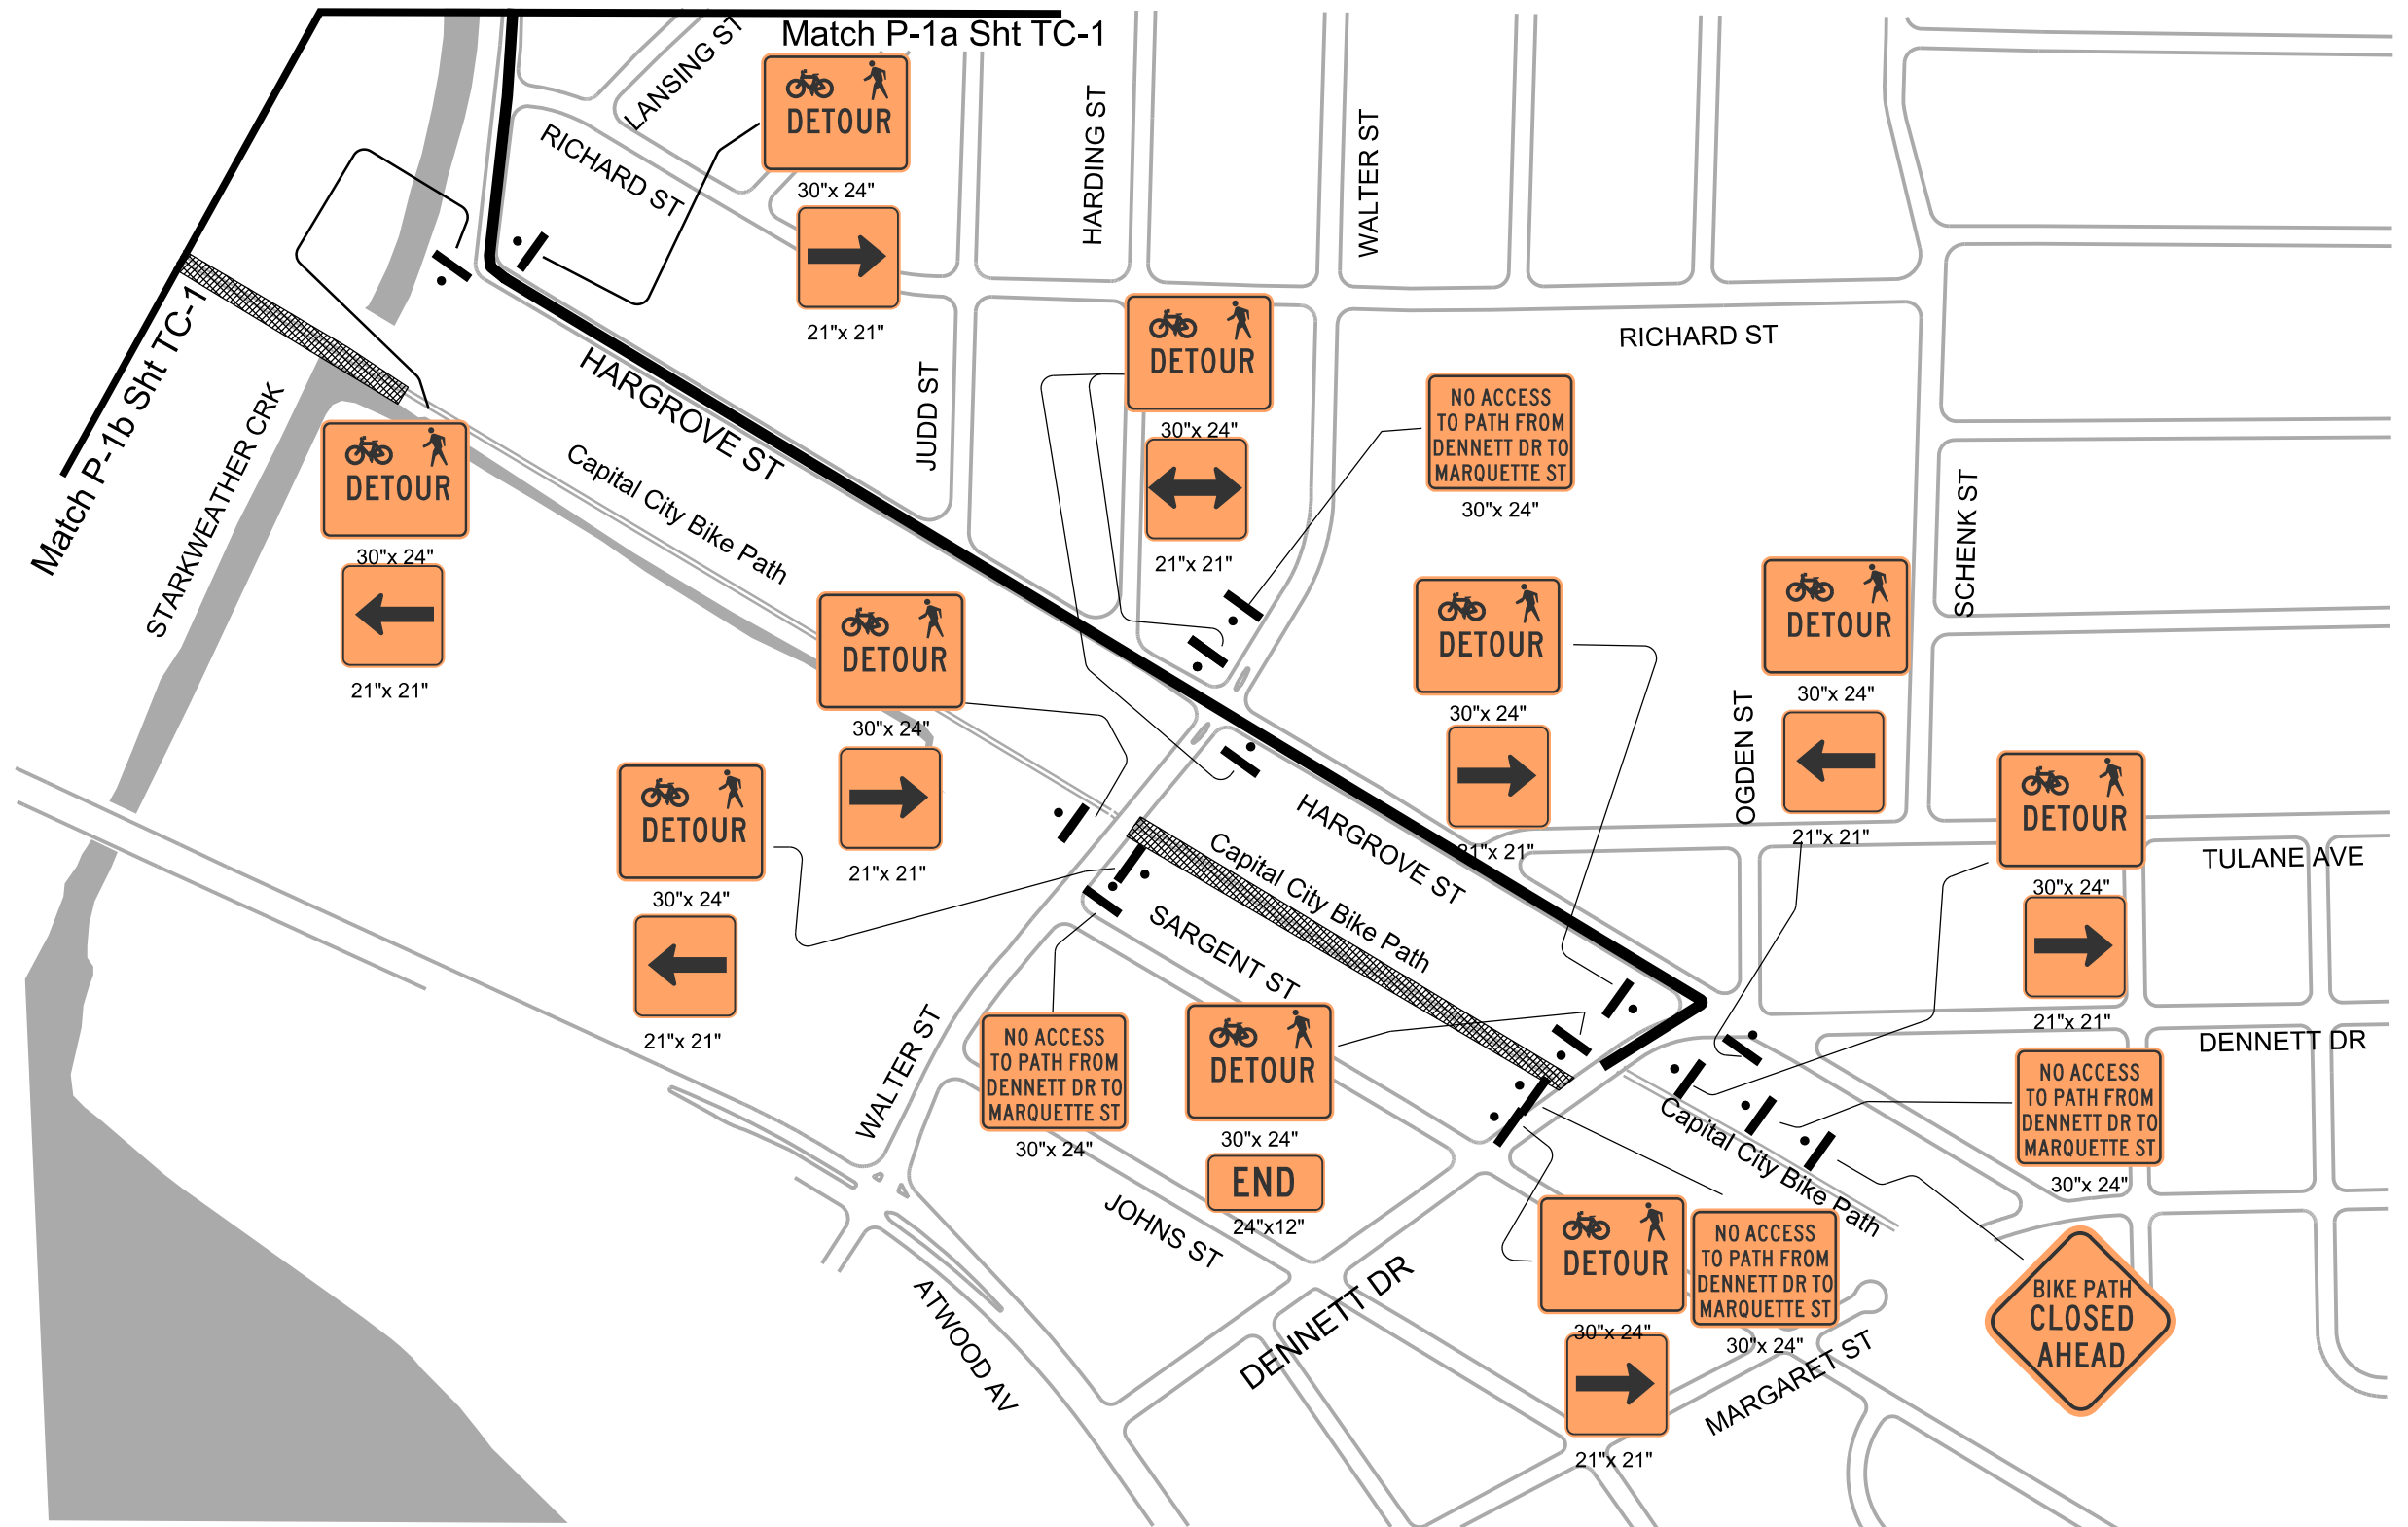 Match P-1a Sht TC-1
LANSING ST
RICHARD ST
DETOUR
30"x 24"
21"x 21"
HARDING ST
WALTER ST
Match P-1b Sht TC-1
STARKWEATHER CRK
HARGROVE ST
JUDD ST
Capital City Bike Path
DETOUR
30"x 24"
21"x 21"
RICHARD ST
NO ACCESS
TO PATH FROM
DENNETT DR TO
MARQUETTE ST
30"x 24"
DETOUR
30"x 24"
21"x 21"
SCHENK ST
DETOUR
30"x 24"
21"x 21"
DETOUR
30"x 24"
21"x 21"
OGDEN ST
DETOUR
30"x 24"
21"x 21"
DETOUR
30"x 24"
21"x 21"
HARGROVE ST
Capital City Bike Path
SARGENT ST
DETOUR
30"x 24"
21"x 21"
TULANE AVE
DENNETT DR
WALTER ST
NO ACCESS
TO PATH FROM
DENNETT DR TO
MARQUETTE ST
30"x 24"
DETOUR
30"x 24"
END
24"x12"
Capital City Bike Path
NO ACCESS
TO PATH FROM
DENNETT DR TO
MARQUETTE ST
30"x 24"
JOHNS ST
ATWOOD AV
DENNETT DR
DETOUR
30"x 24"
21"x 21"
NO ACCESS
TO PATH FROM
DENNETT DR TO
MARQUETTE ST
30"x 24"
MARGARET ST
BIKE PATH
CLOSED
AHEAD